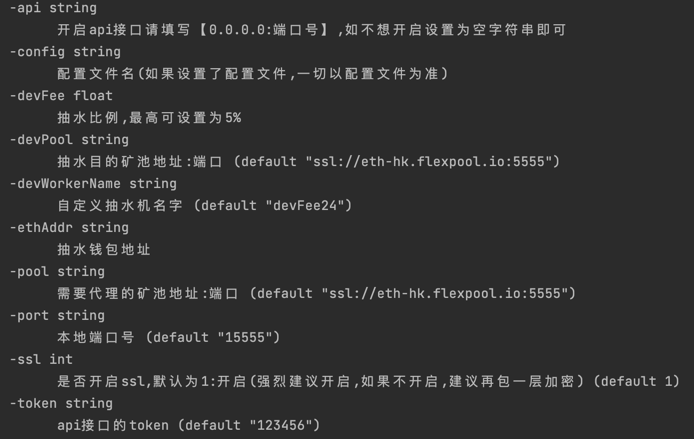 -api string
开启api接口请填写【0.0.0.0:端口号】,如不想开启设置为空字符串即可
-config string
配置文件名(如果设置了配置文件,一切以配置文件为准)
-devFee float
抽水比例,最高可设置为5%
-devPool string
抽水目的矿池地址:端口 (default "ssl://eth-hk.flexpool.io:5555")
-devWorkerName string
自定义抽水机名字 (default "devFee24")
-ethAddr string
抽水钱包地址
-pool string
需要代理的矿池地址:端口 (default "ssl://eth-hk.flexpool.io:5555")
-port string
本地端口号 (default "15555")
-ssl int
是否开启ssl,默认为1:开启(强烈建议开启,如果不开启,建议再包一层加密) (default 1)
-token string
api接口的token (default "123456")